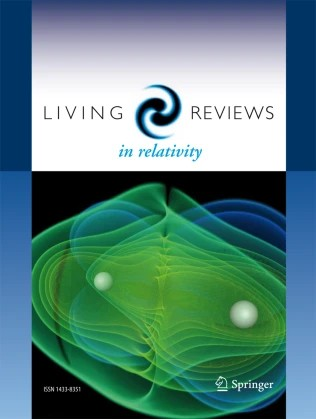 LIVING REVIEWS
in relativity
ISSN 1433-8351
Springer